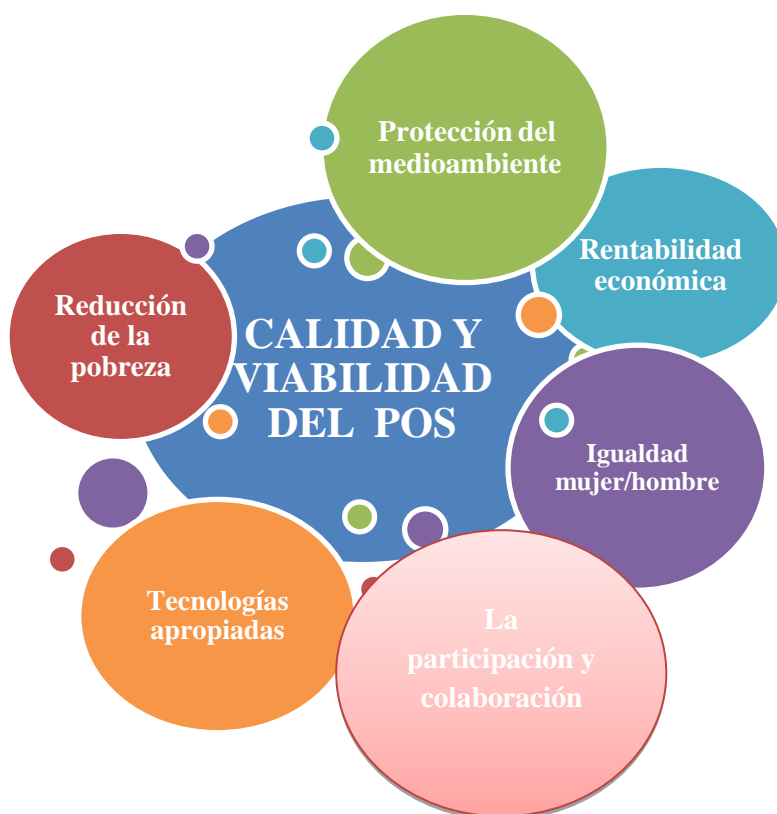 Protección del
medioambiente
Rentabilidad
económica
Reducción
de la
pobreza
CALIDAD Y
VIABILIDAD
DEL POS
Igualdad
mujer/hombre
Tecnologías
apropiadas
La
participación y
colaboración